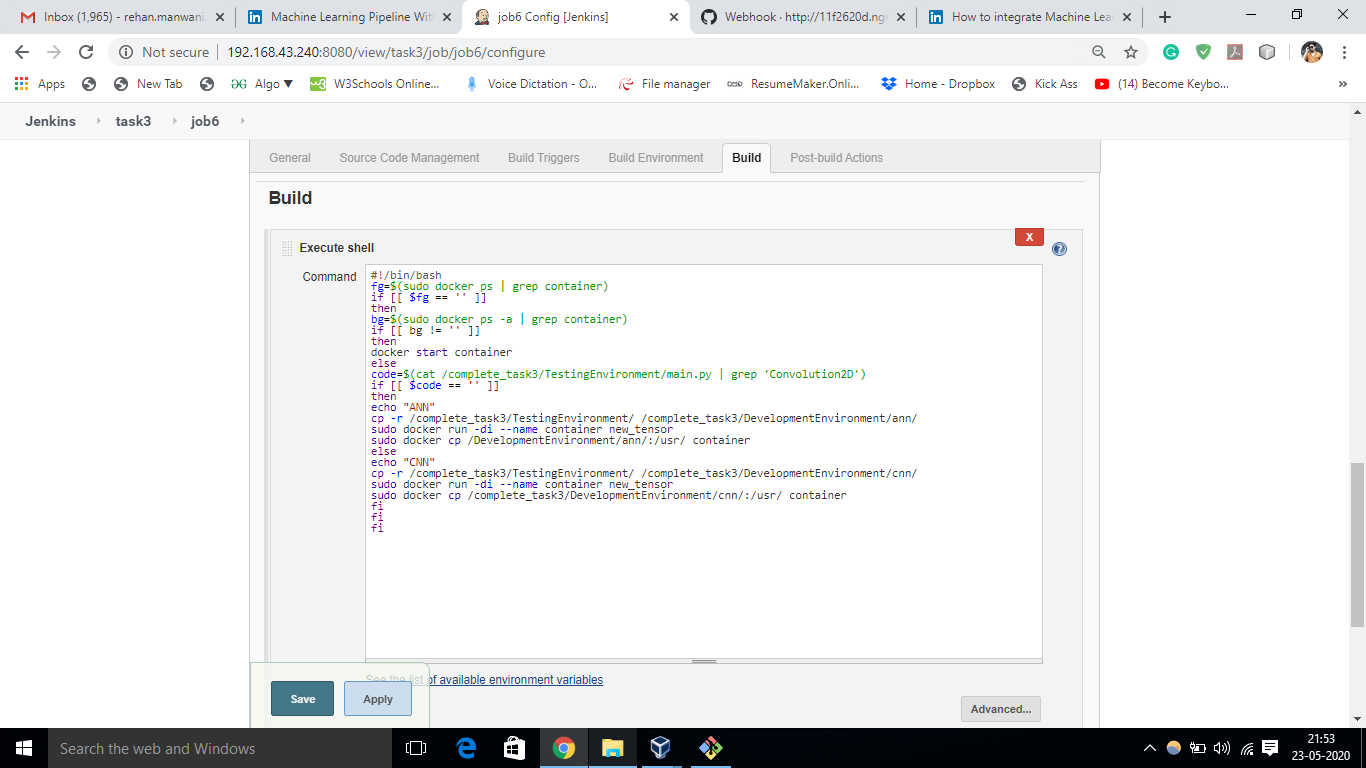 Inbox (1,965) - rehan.manwani
Machine Learning Pipeline With
job6 Config [Jenkins]
Webhook · http://11f2620d.ng
How to integrate Machine Lea
Not secure 192.168.43.240:8080/view/task3/job/job6/configure
Apps New Tab Algo ▼ W3Schools Online... Voice Dictation - O... File manager ResumeMaker.Onli... Home - Dropbox Kick Ass (14) Become Keybo... »
Jenkins task3 job6
General Source Code Management Build Triggers Build Environment Build Post-build Actions
Build
X
Execute shell
Command
#!/bin/bash
fg=$(sudo docker ps | grep container)
if [[ $fg == '' ]]
then
bg=$(sudo docker ps -a | grep container)
if [[ bg != '' ]]
then
docker start container
else
code=$(cat /complete_task3/TestingEnvironment/main.py | grep 'Convolution2D')
if [[ $code == '' ]]
then
echo "ANN"
cp -r /complete_task3/TestingEnvironment/ /complete_task3/DevelopmentEnvironment/ann/
sudo docker run -di --name container new_tensor
sudo docker cp /DevelopmentEnvironment/ann/:/usr/ container
else
echo "CNN"
cp -r /complete_task3/TestingEnvironment/ /complete_task3/DevelopmentEnvironment/cnn/
sudo docker run -di --name container new_tensor
sudo docker cp /complete_task3/DevelopmentEnvironment/cnn/:/usr/ container
fi
fi
fi
See the list of available environment variables
Save Apply
Advanced...
Search the web and Windows
21:53
23-05-2020